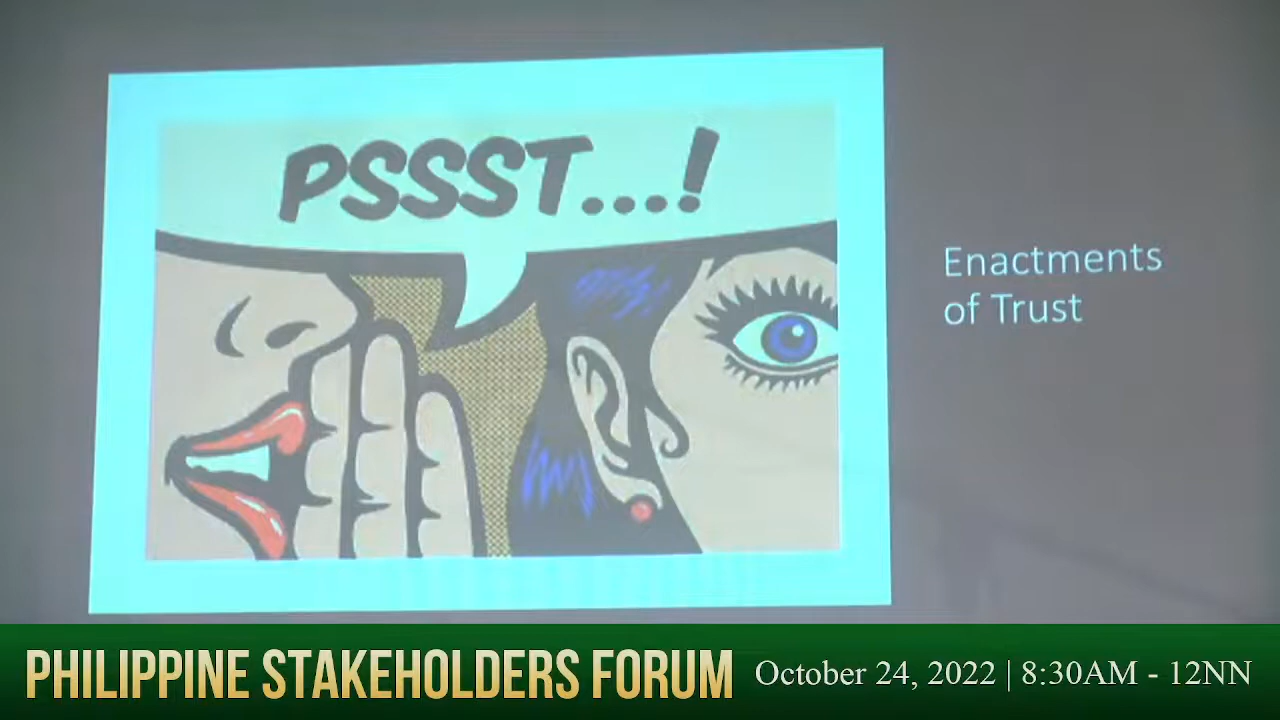 PSSST...!
Enactments
of Trust
PHILIPPINE STAKEHOLDERS FORUM
October 24, 2022 | 8:30AM - 12NN